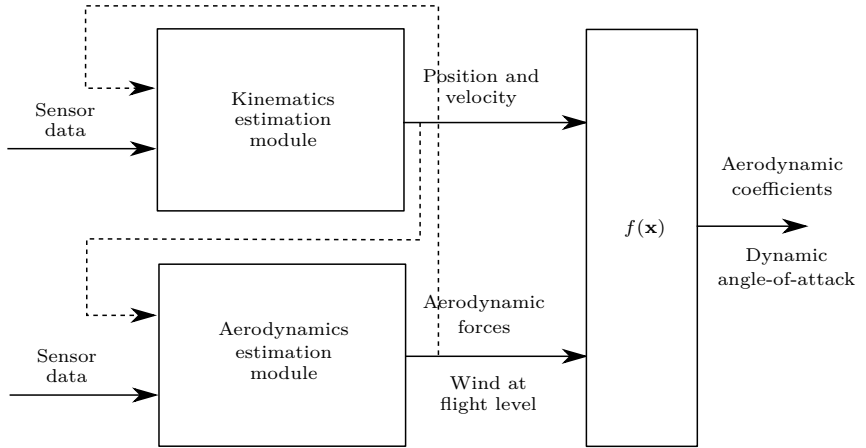 Sensor
data
Kinematics
estimation
module
Position and
velocity
Sensor
data
Aerodynamics
estimation
module
Aerodynamic
forces
Wind at
flight level
f(x)
Aerodynamic
coefficients
Dynamic
angle-of-attack